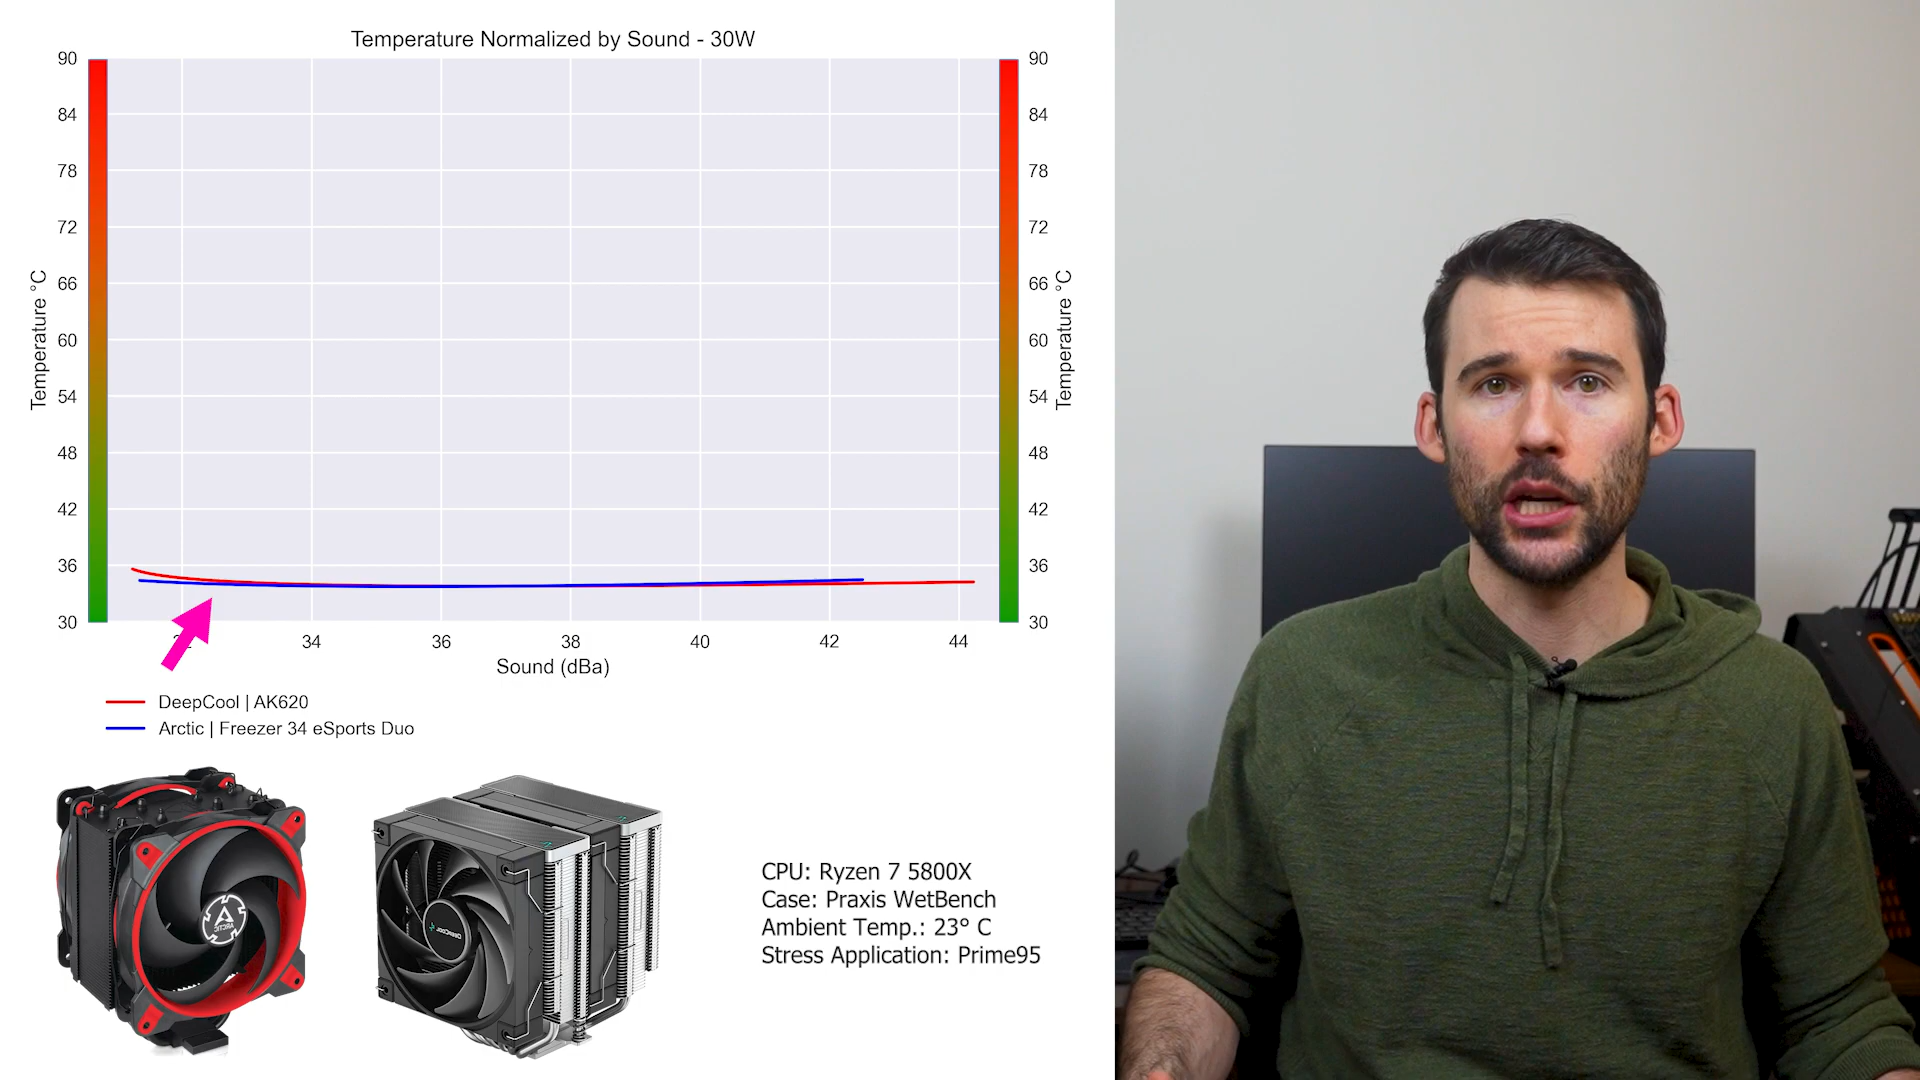 Temperature Normalized by Sound - 30W
90
84
78
72
66
60
54
48
42
36
30
Temperature °C
90
84
78
72
66
60
54
48
42
36
30
Temperature °C
34
36
38
40
42
44
Sound (dBa)
DeepCool | AK620
Arctic | Freezer 34 eSports Duo
ARCTIC
DEEPCOOL
CPU: Ryzen 7 5800X
Case: Praxis WetBench
Ambient Temp.: 23° C
Stress Application: Prime95